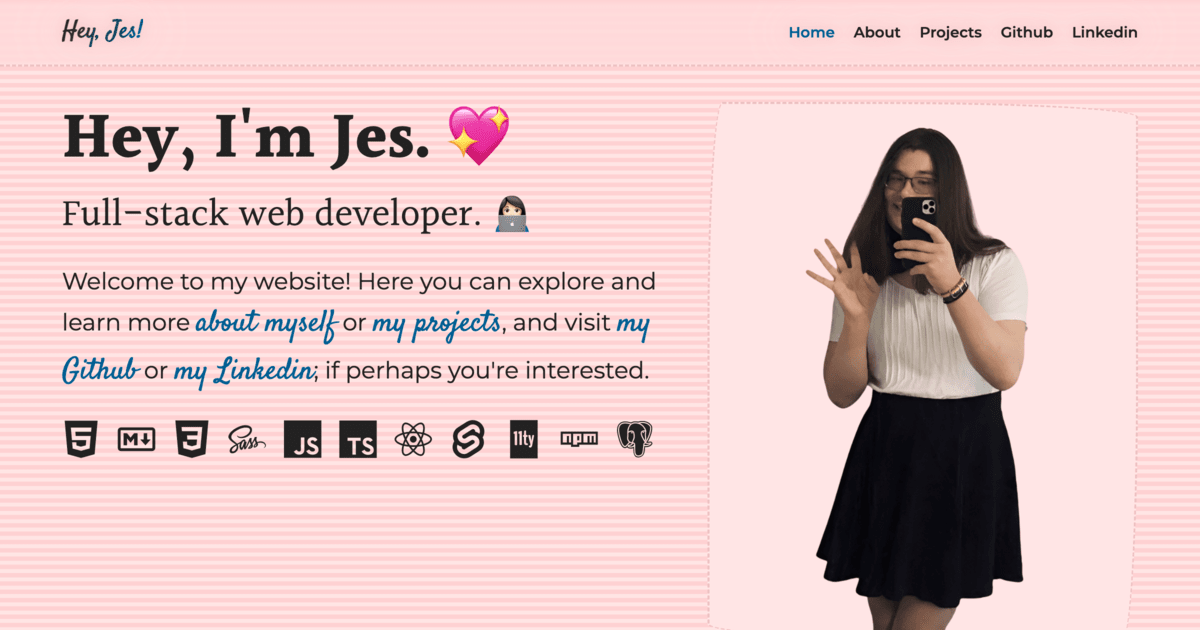 Hey, Jes!
Home About Projects Github Linkedin
Hey, I'm Jes. 💖
Full-stack web developer. 👩🏻‍💻
Welcome to my website! Here you can explore and
learn more about myself or my projects, and visit my
Github or my Linkedin; if perhaps you're interested.
5 M 3 Sass JS TS S 11ty npm